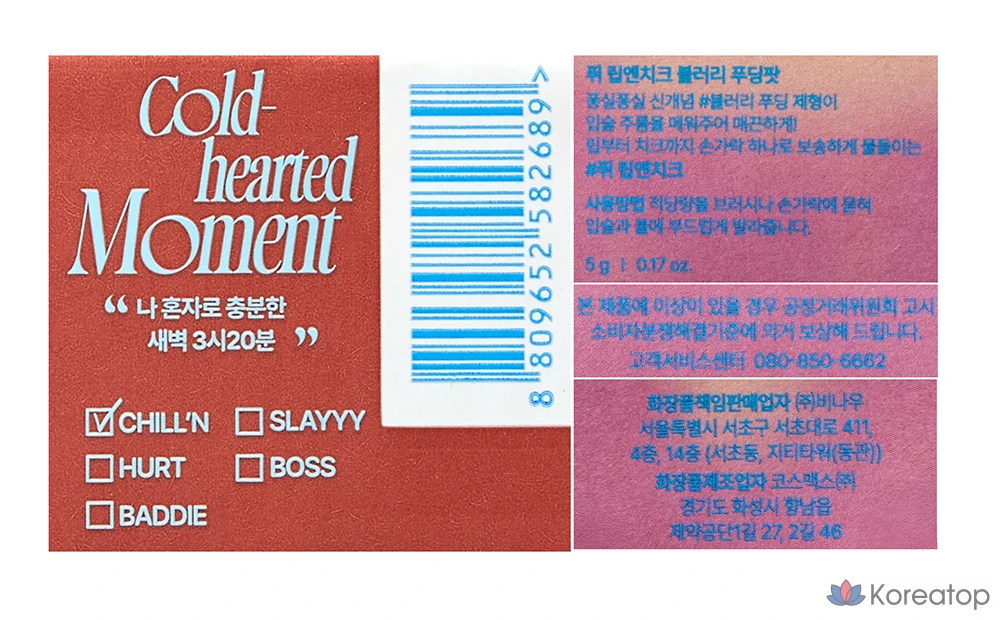 Cold-
hearted
Moment
“ 나 혼자로 충분한
새벽 3시20분 ”
☑ CHILL'N ☐ SLAYYY
☐ HURT ☐ BOSS
☐ BADDIE
8 809652 582689 >
퓌 립앤치크 블러리 푸딩팟
퐁실퐁실 신개념 #블러리 푸딩 제형이
입술 주름을 메워주어 매끈하게!
립부터 치크까지 손가락 하나로 보송하게 물들이는
#퓌 립앤치크
사용방법 적당량을 브러시나 손가락에 묻혀
입술과 볼에 부드럽게 발라줍니다.
5 g | 0.17 oz.
본 제품에 이상이 있을 경우 공정거래위원회 고시
소비자분쟁해결기준에 의거 보상해 드립니다.
고객서비스센터 080-850-6662
화장품책임판매업자 (주)비나우
서울특별시 서초구 서초대로 411,
4층, 14층 (서초동, 지티타워(동관))
화장품제조업자 코스맥스(주)
경기도 화성시 향남읍
제약공단1길 27, 2길 46
Koreatop